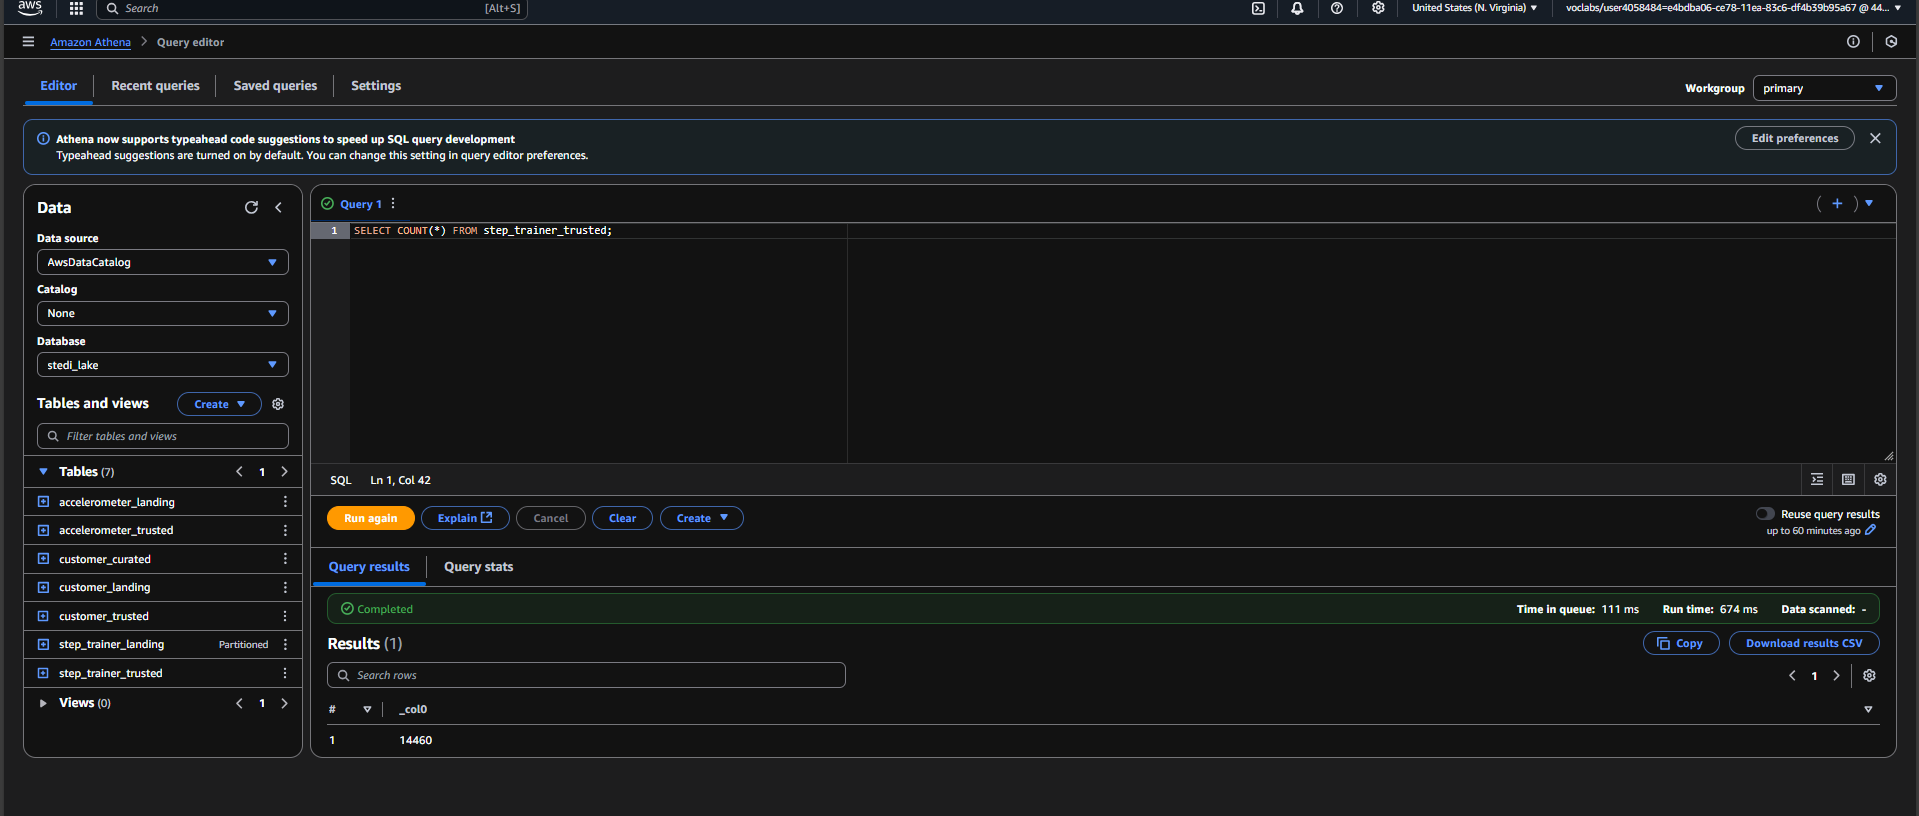 aws
Search
[Alt+S]
United States (N. Virginia)
voclabs/user4058484=e4bdba06-ce78-11ea-83c6-df4b39b95a67 @ 44...
Amazon Athena
Query editor
Editor
Recent queries
Saved queries
Settings
Workgroup
primary
Athena now supports typeahead code suggestions to speed up SQL query development
Typeahead suggestions are turned on by default. You can change this setting in query editor preferences.
Edit preferences
Data
Data source
AwsDataCatalog
Catalog
None
Database
stedi_lake
Tables and views
Create
Filter tables and views
Tables (7)
1
accelerometer_landing
accelerometer_trusted
customer_curated
customer_landing
customer_trusted
step_trainer_landing
Partitioned
step_trainer_trusted
Views (0)
1
Query 1
1
SELECT COUNT(*) FROM step_trainer_trusted;
SQL
Ln 1, Col 42
Run again
Explain
Cancel
Clear
Create
Reuse query results
up to 60 minutes ago
Query results
Query stats
Completed
Time in queue: 111 ms
Run time: 674 ms
Data scanned: -
Results (1)
Copy
Download results CSV
Search rows
1
#
_col0
1
14460